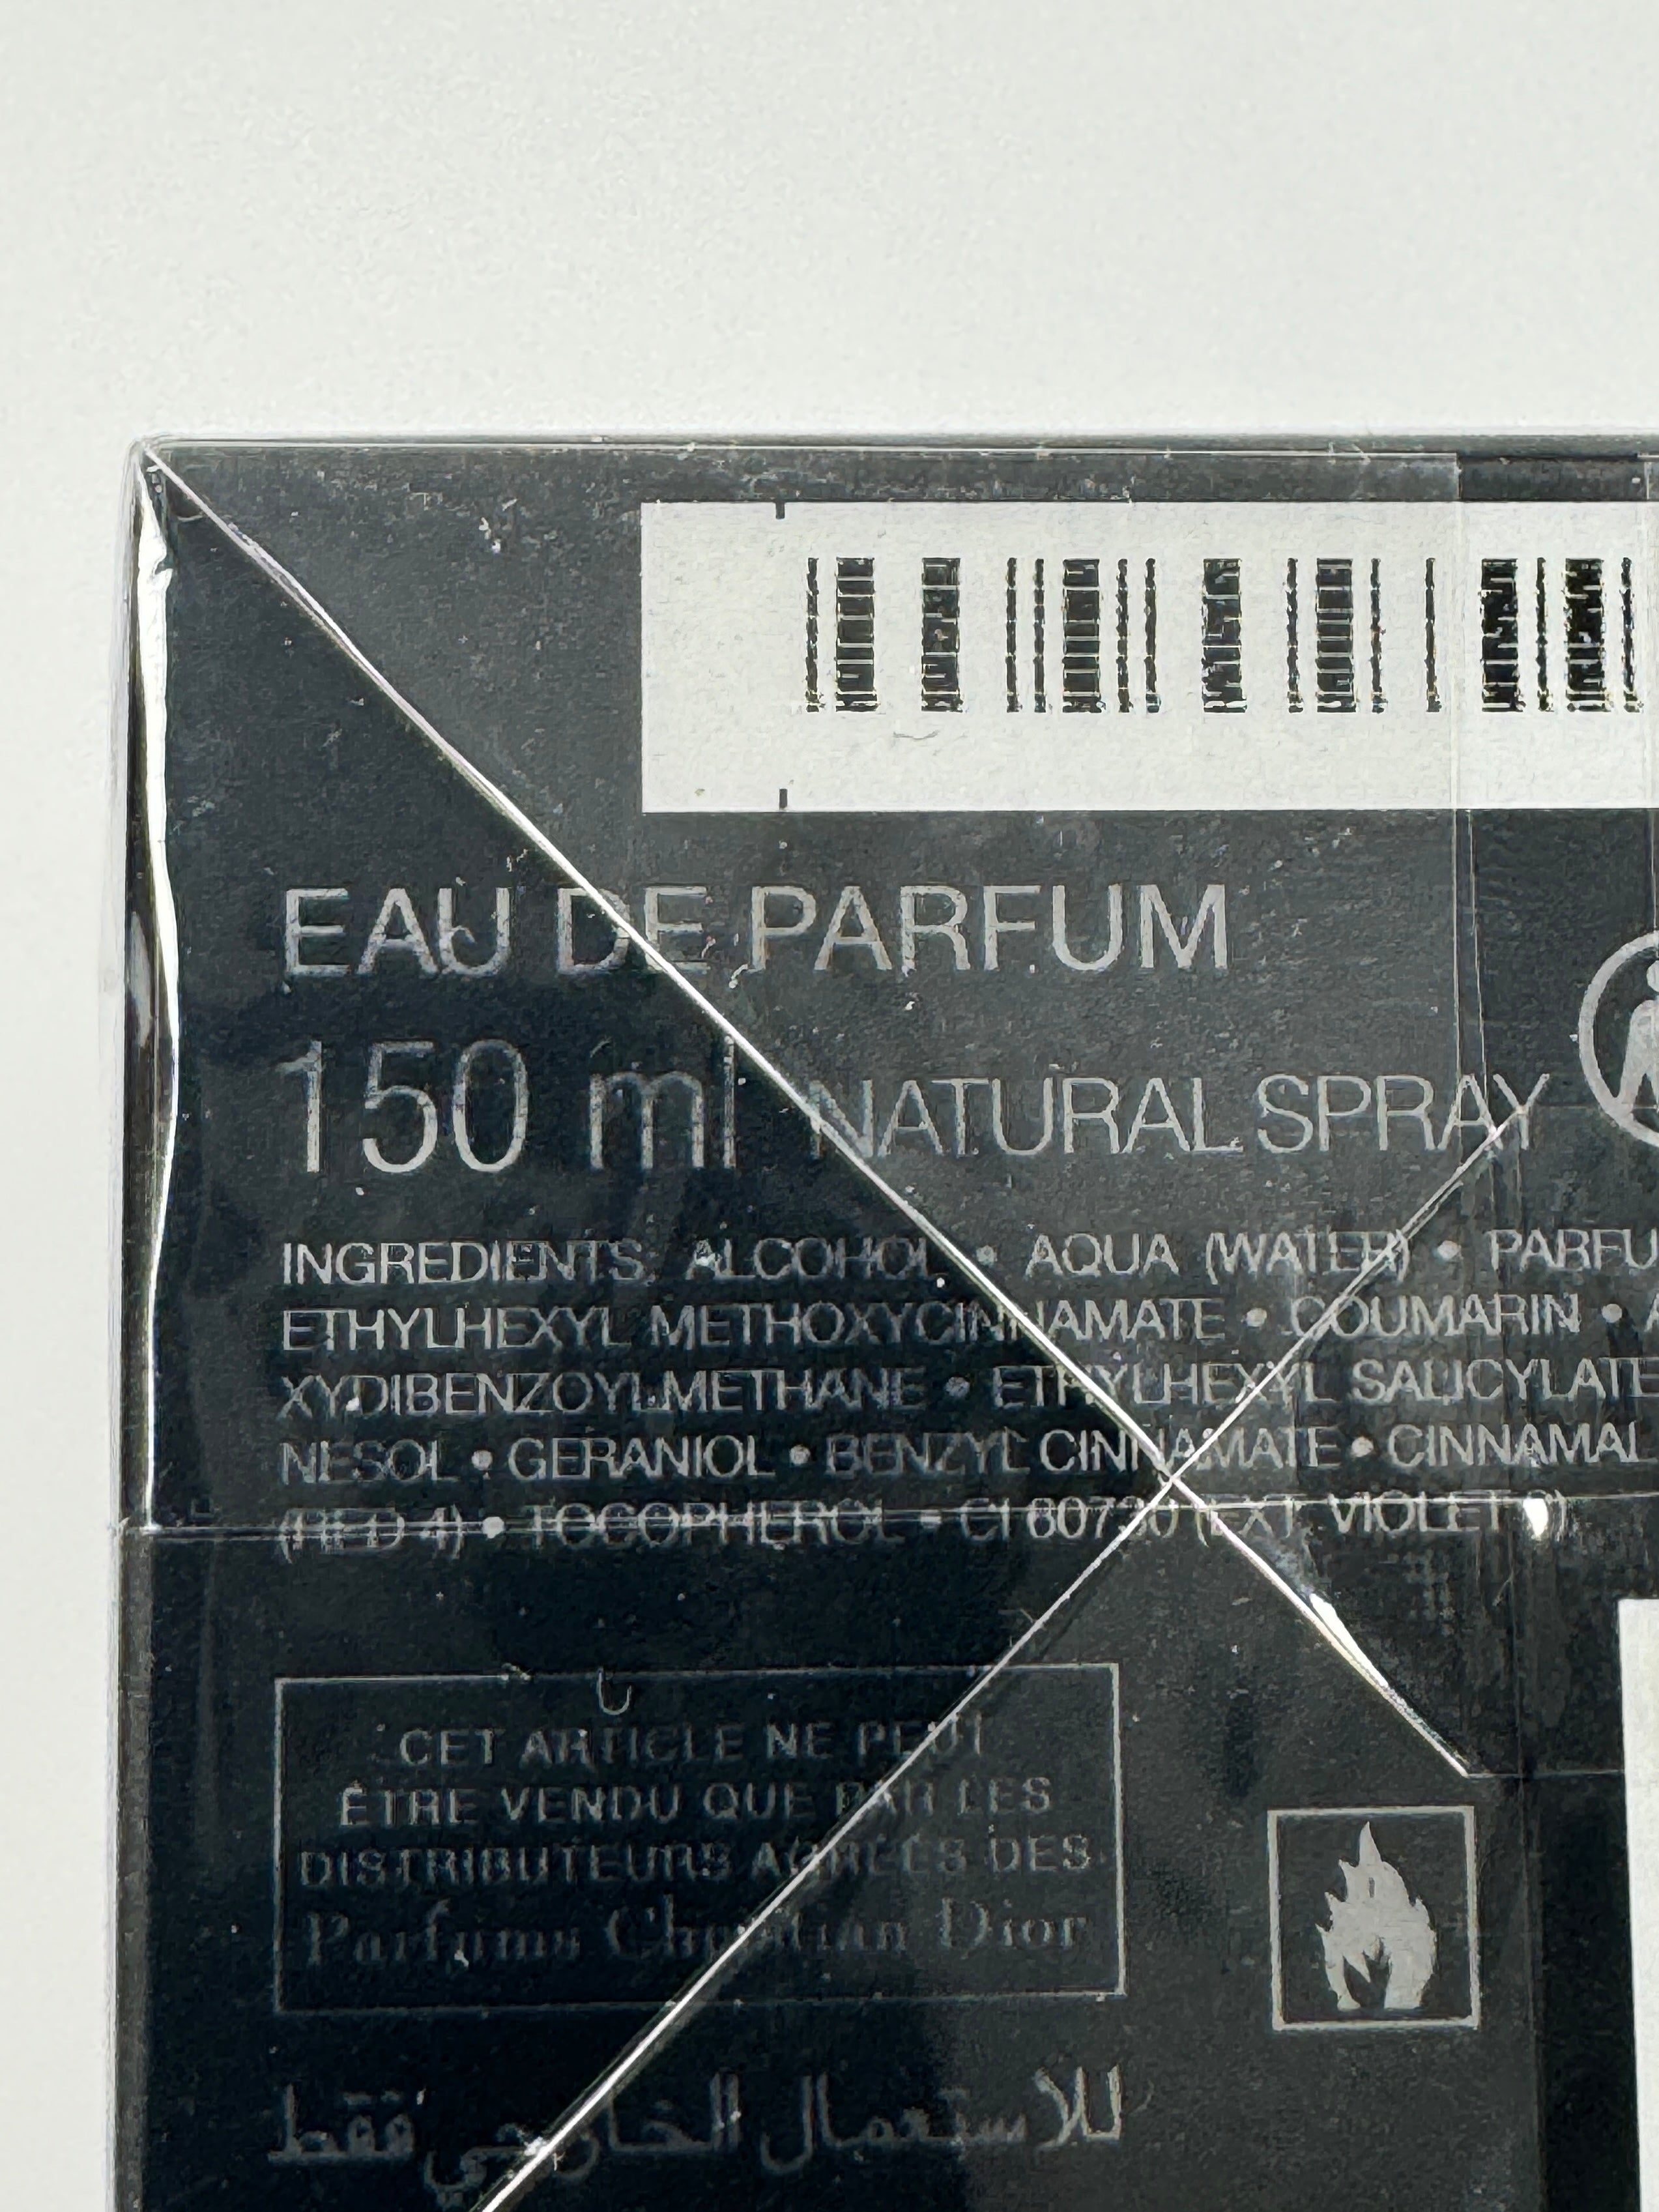 EAU DE PARFUM
150 ml NATURAL SPRAY
INGREDIENTS: ALCOHOL • AQUA (WATER) • PARFU
ETHYLHEXYL METHOXYCINNAMATE • COUMARIN • A
XYDIBENZOYLMETHANE • ETHYLHEXYL SALICYLATE
NESOL • GERANIOL • BENZYL CINNAMATE • CINNAMAL
(RED 4) • TOCOPHEROL • CI 60730 (EXT. VIOLET 2)
CET ARTICLE NE PEUT
ÊTRE VENDU QUE PAR LES
DISTRIBUTEURS AGRÉÉS DES
Parfums Christian Dior
للاستعمال الخارجي فقط